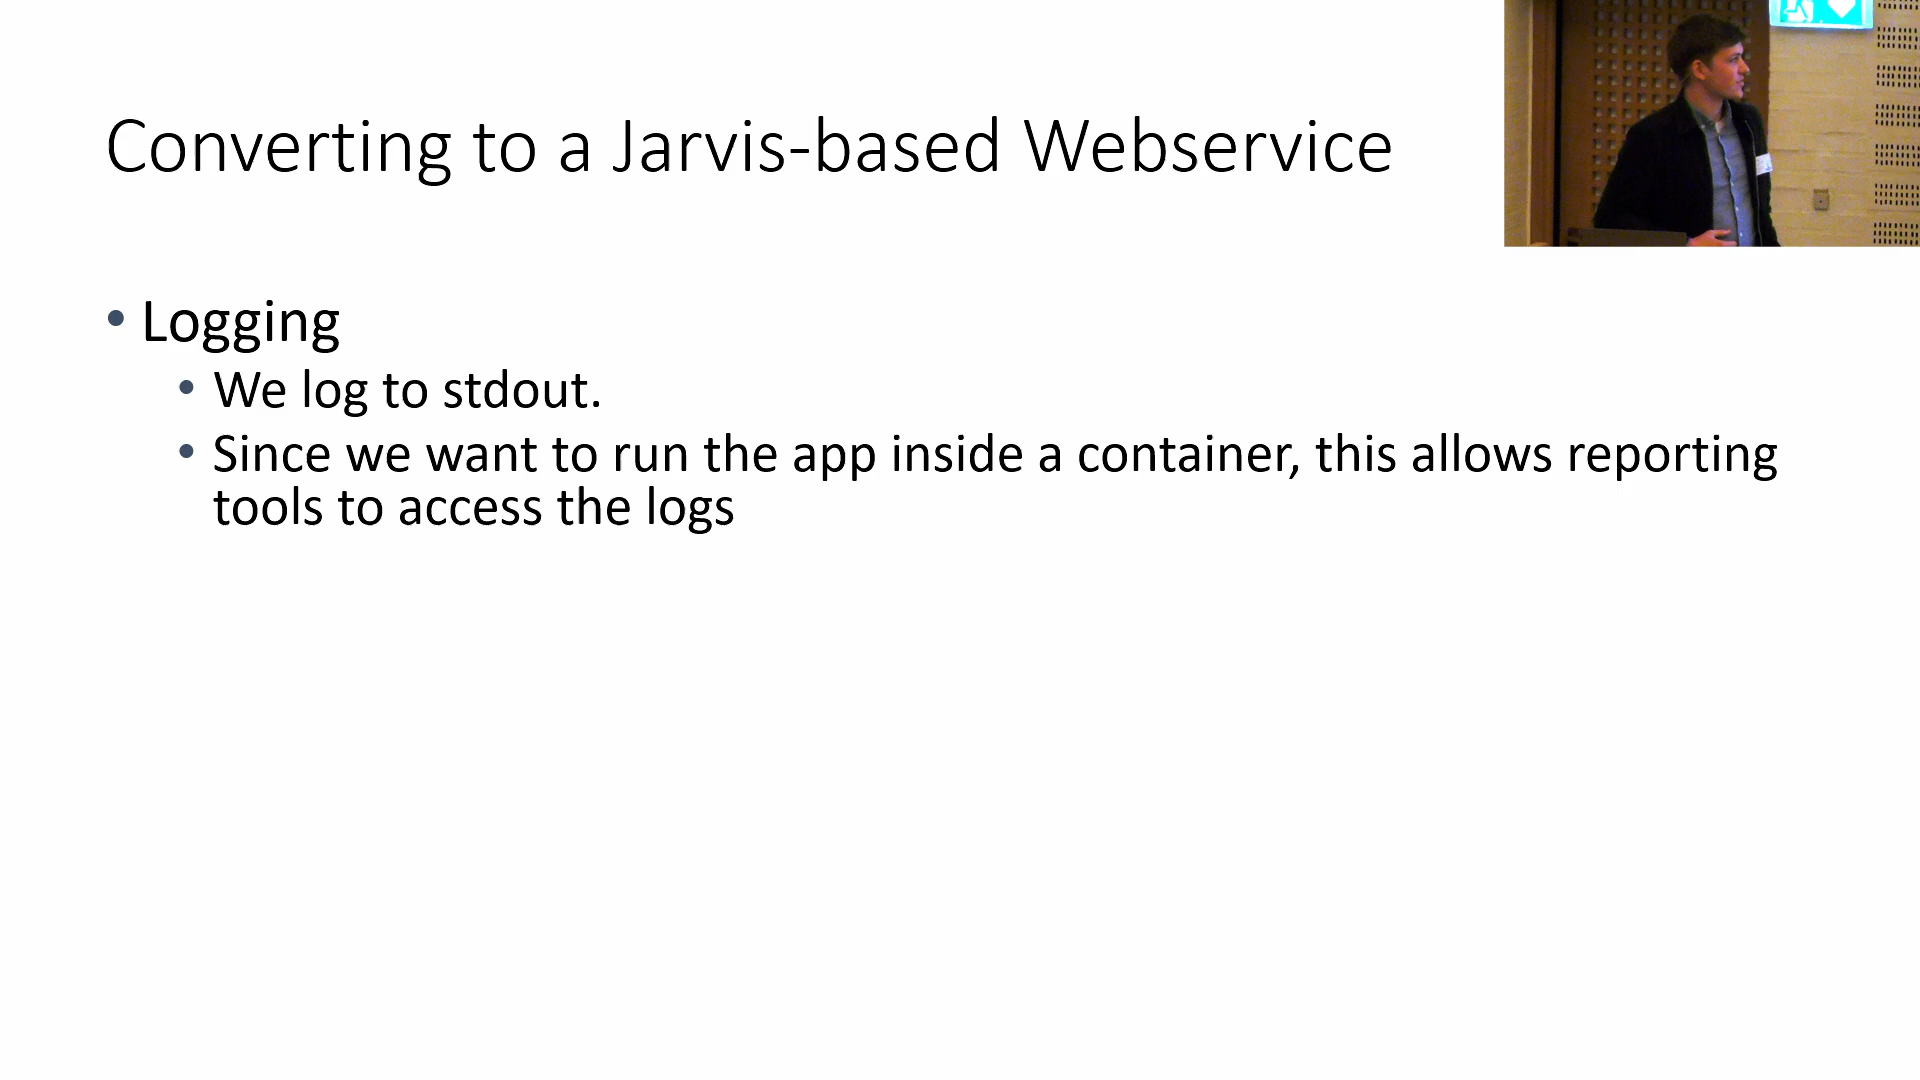 Converting to a Jarvis-based Webservice
• Logging
• We log to stdout.
• Since we want to run the app inside a container, this allows reporting
tools to access the logs